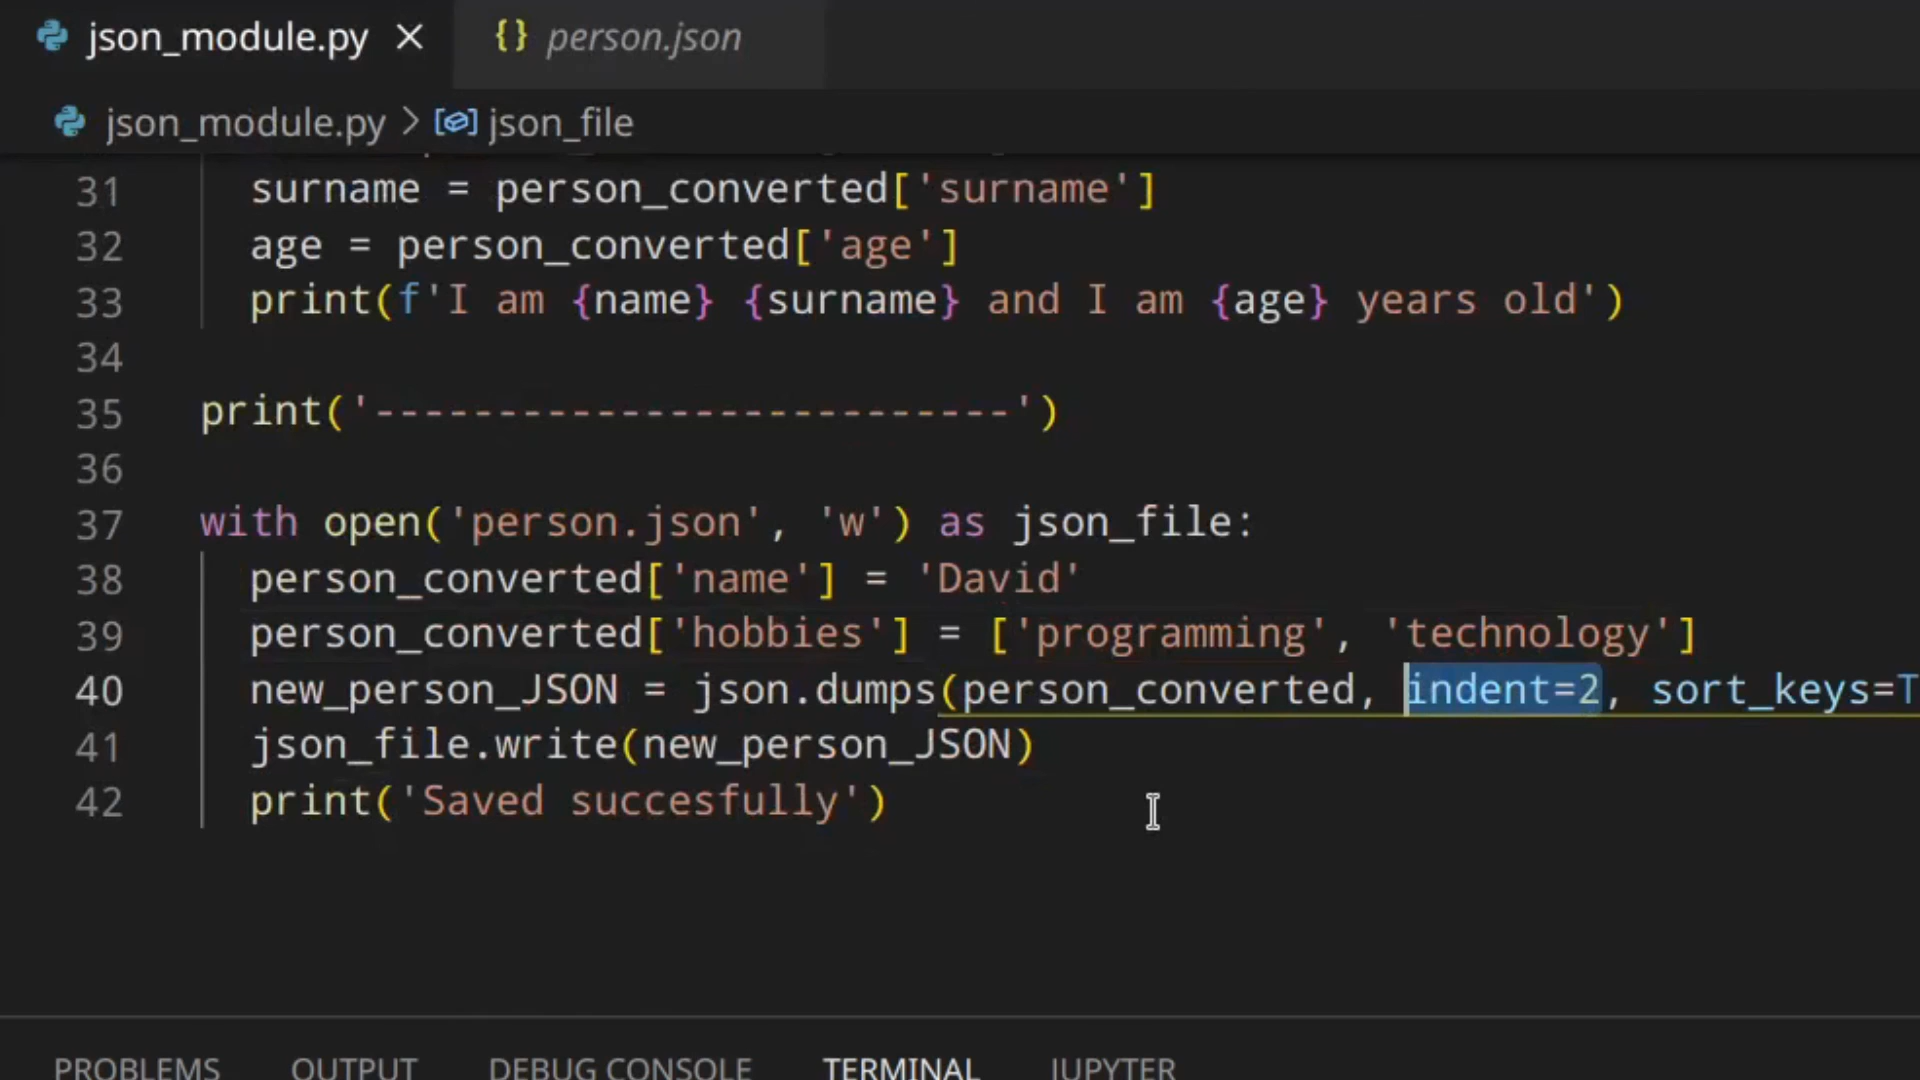 json_module.py × {} person.json
json_module.py > json_file
31 surname = person_converted['surname']
32 age = person_converted['age']
33 print(f'I am {name} {surname} and I am {age} years old')
34
35 print('--------------------------')
36
37 with open('person.json', 'w') as json_file:
38 person_converted['name'] = 'David'
39 person_converted['hobbies'] = ['programming', 'technology']
40 new_person_JSON = json.dumps(person_converted, indent=2, sort_keys=T
41 json_file.write(new_person_JSON)
42 print('Saved succesfully')
PROBLEMS OUTPUT DEBUG CONSOLE TERMINAL JUPYTER